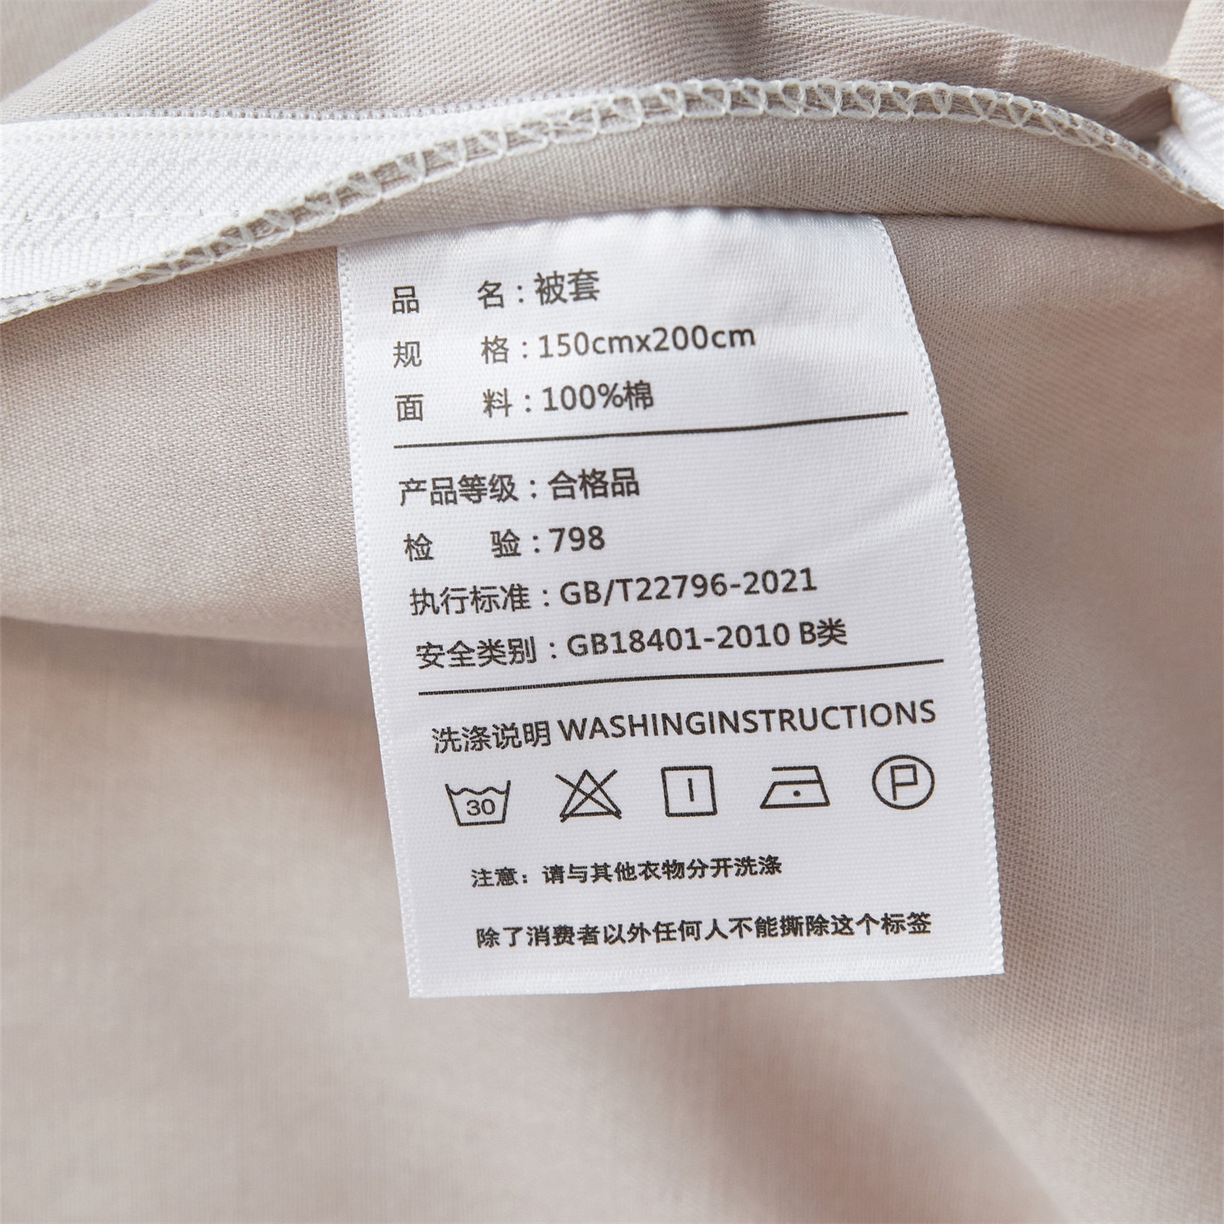 品 名：被套
规 格：150cmx200cm
面 料：100%棉
产品等级：合格品
检 验：798
执行标准：GB/T22796-2021
安全类别：GB18401-2010 B类
洗涤说明 WASHINGINSTRUCTIONS
30 P
注意：请与其他衣物分开洗涤
除了消费者以外任何人不能撕除这个标签